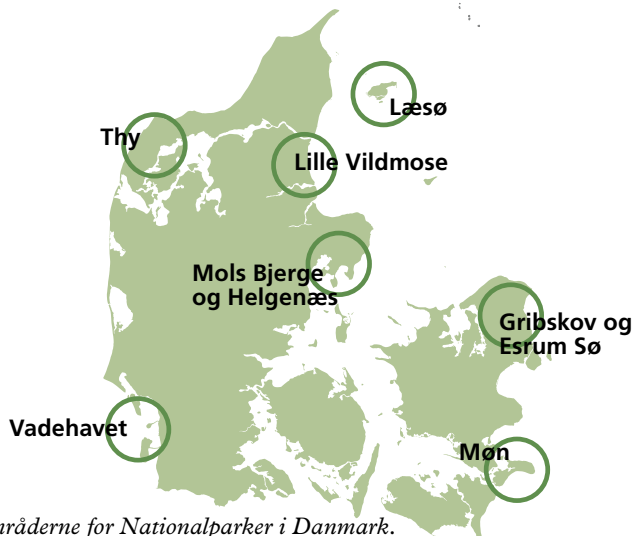 Læsø
Thy
Lille Vildmose
Mols Bjerge
og Helgenæs
Gribskov og
Esrum Sø
Vadehavet
Møn
for Nationalparker i Danmark.